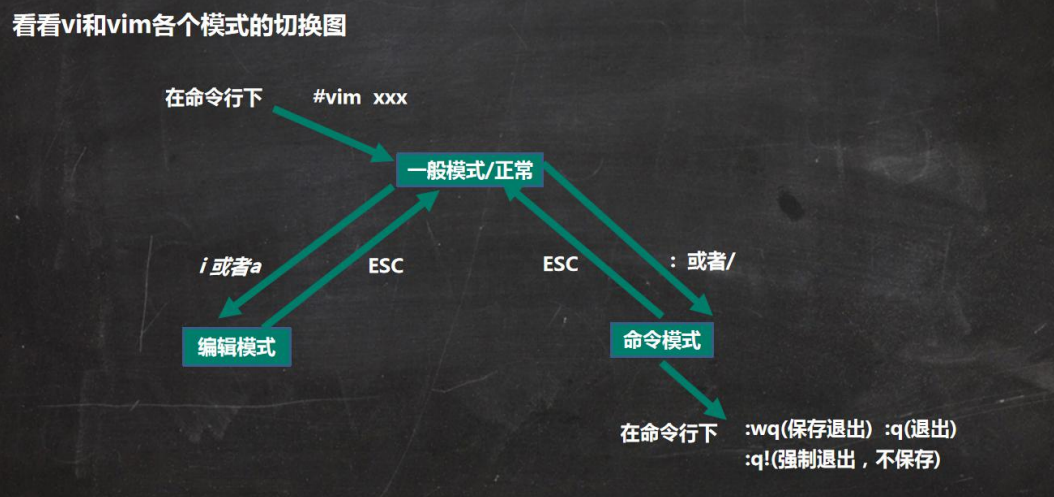 看看vi和vim各个模式的切换图
在命令行下 #vim xxx
一般模式/正常
i 或者a
ESC
ESC
: 或者/
编辑模式
命令模式
在命令行下
:wq(保存退出) :q(退出)
:q!(强制退出，不保存)